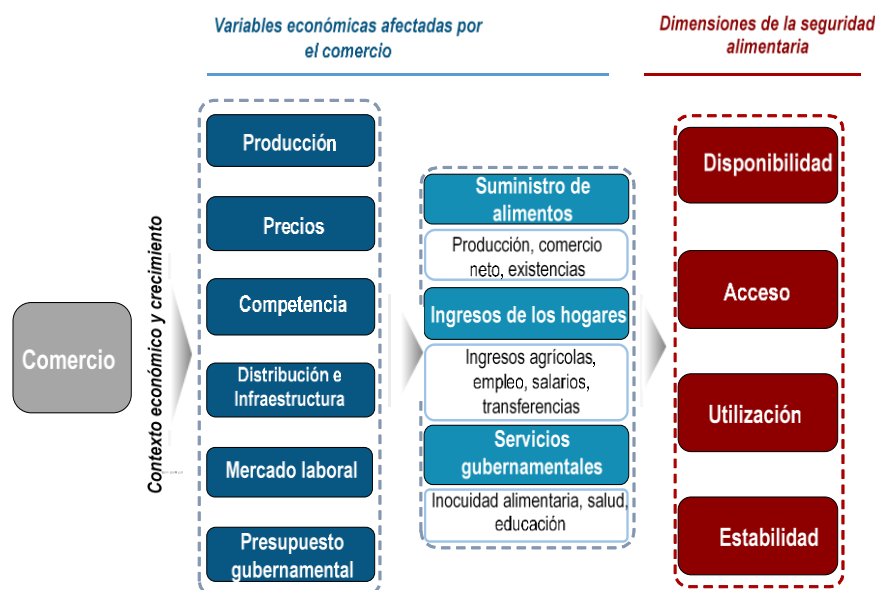 Variables económicas afectadas por
el comercio
Dimensiones de la seguridad
alimentaria
Comercio
Contexto económico y crecimiento
Producción
Precios
Competencia
Distribución e
Infraestructura
Mercado laboral
Presupuesto
gubernamental
Suministro de
alimentos
Producción, comercio
neto, existencias
Ingresos de los hogares
Ingresos agrícolas,
empleo, salarios,
transferencias
Servicios
gubernamentales
Inocuidad alimentaria, salud,
educación
Disponibilidad
Acceso
Utilización
Estabilidad